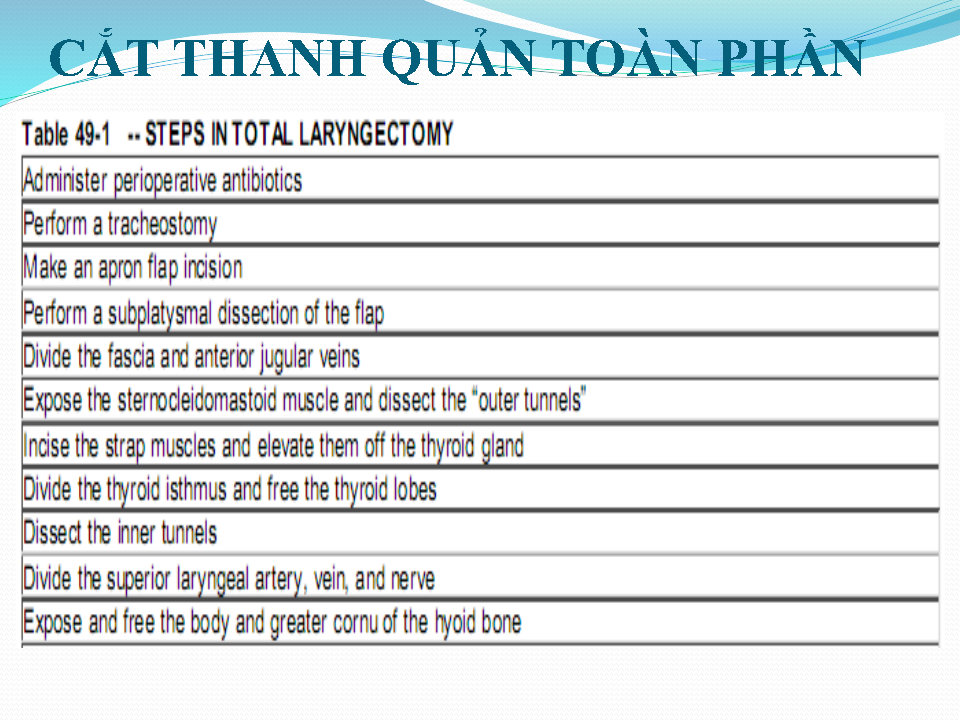 CẮT THANH QUẢN TOÀN PHẦN
Table 49-1 -- STEPS IN TOTAL LARYNGECTOMY
Administer perioperative antibiotics
Perform a tracheostomy
Make an apron flap incision
Perform a subplatysmal dissection of the flap
Divide the fascia and anterior jugular veins
Expose the sternocleidomastoid muscle and dissect the “outer tunnels”
Incise the strap muscles and elevate them off the thyroid gland
Divide the thyroid isthmus and free the thyroid lobes
Dissect the inner tunnels
Divide the superior laryngeal artery, vein, and nerve
Expose and free the body and greater cornu of the hyoid bone